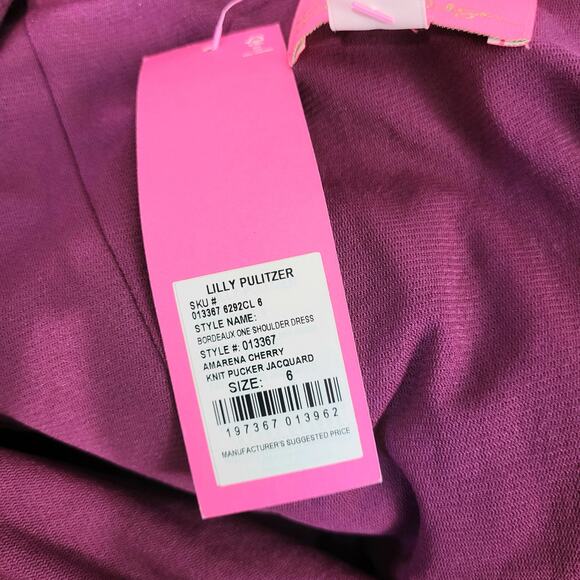 LILLY PULITZER
SKU #
013367 6292CL 6
STYLE NAME:
BORDEAUX ONE SHOULDER DRESS
STYLE #: 013367
AMARENA CHERRY
KNIT PUCKER JACQUARD
SIZE: 6
197367 013962
MANUFACTURER'S SUGGESTED PRICE